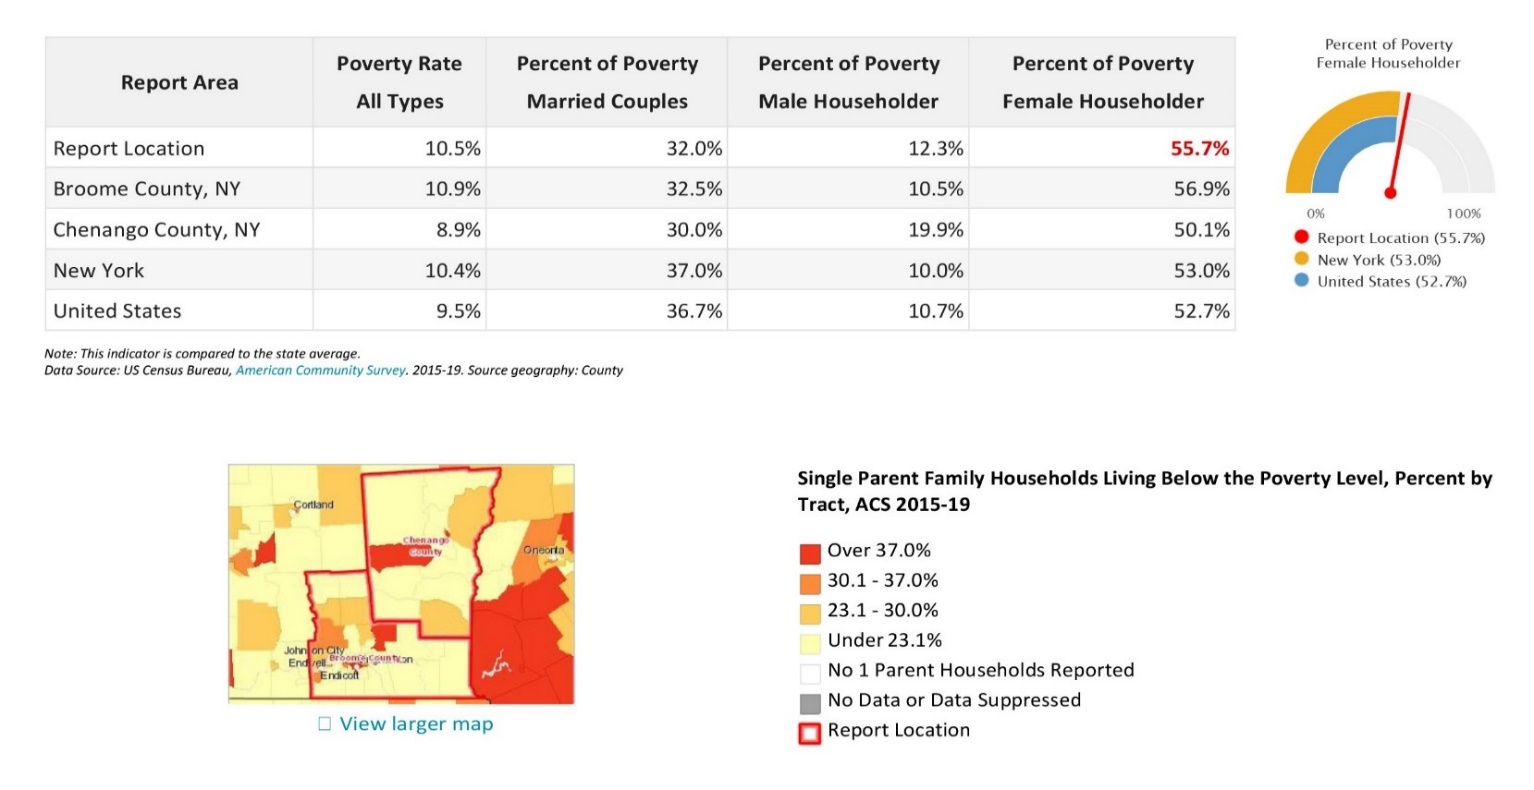 Report Area
Poverty Rate
All Types
Percent of Poverty
Married Couples
Percent of Poverty
Male Householder
Percent of Poverty
Female Householder
Report Location 10.5% 32.0% 12.3% 55.7%
Broome County, NY 10.9% 32.5% 10.5% 56.9%
Chenango County, NY 8.9% 30.0% 19.9% 50.1%
New York 10.4% 37.0% 10.0% 53.0%
United States 9.5% 36.7% 10.7% 52.7%
Note: This indicator is compared to the state average.
Data Source: US Census Bureau, American Community Survey. 2015-19. Source geography: County
Percent of Poverty
Female Householder
0% 100%
Report Location (55.7%)
New York (53.0%)
United States (52.7%)
Cortland
Chenango
County
Oneonta
Broome County
Endicott
View larger map
Single Parent Family Households Living Below the Poverty Level, Percent by
Tract, ACS 2015-19
Over 37.0%
30.1 - 37.0%
23.1 - 30.0%
Under 23.1%
No 1 Parent Households Reported
No Data or Data Suppressed
Report Location